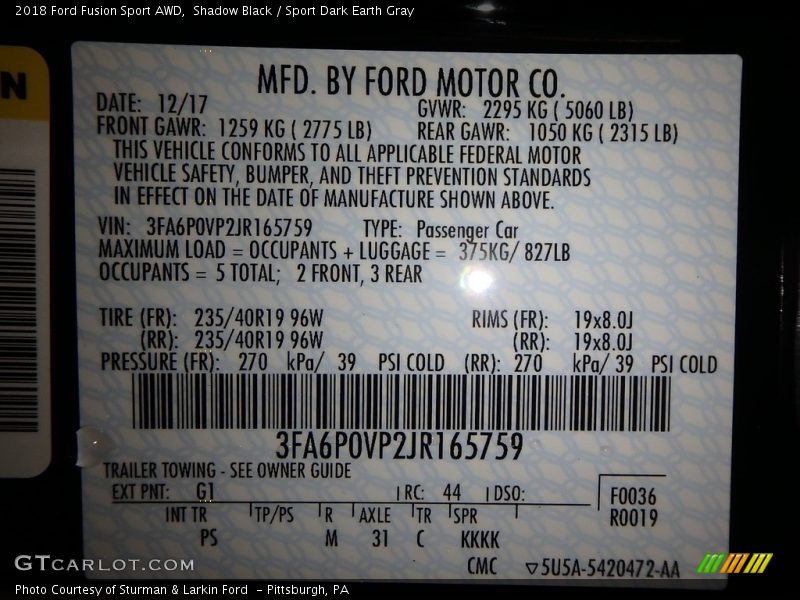 2018 Ford Fusion Sport AWD,  Shadow Black / Sport Dark Earth Gray
N
MFD. BY FORD MOTOR CO.
DATE: 12/17 GVWR: 2295 KG ( 5060 LB)
FRONT GAWR: 1259 KG ( 2775 LB) REAR GAWR: 1050 KG ( 2315 LB)
THIS VEHICLE CONFORMS TO ALL APPLICABLE FEDERAL MOTOR
VEHICLE SAFETY, BUMPER, AND THEFT PREVENTION STANDARDS
IN EFFECT ON THE DATE OF MANUFACTURE SHOWN ABOVE.
VIN: 3FA6P0VP2JR165759 TYPE: Passenger Car
MAXIMUM LOAD = OCCUPANTS + LUGGAGE = 375KG/ 827LB
OCCUPANTS = 5 TOTAL; 2 FRONT, 3 REAR
TIRE (FR): 235/40R19 96W RIMS (FR): 19x8.0J
(RR): 235/40R19 96W (RR): 19x8.0J
PRESSURE (FR): 270 kPa/ 39 PSI COLD (RR): 270 kPa/ 39 PSI COLD
3FA6P0VP2JR165759
TRAILER TOWING - SEE OWNER GUIDE
EXT PNT: G1 RC: 44 DSO: F0036
R0019
INT TR TP/PS R AXLE TR SPR
PS M 31 C KKKK
CMC ▽5U5A-5420472-AA
GTCARLOT.COM
Photo Courtesy of Sturman & Larkin Ford  - Pittsburgh, PA